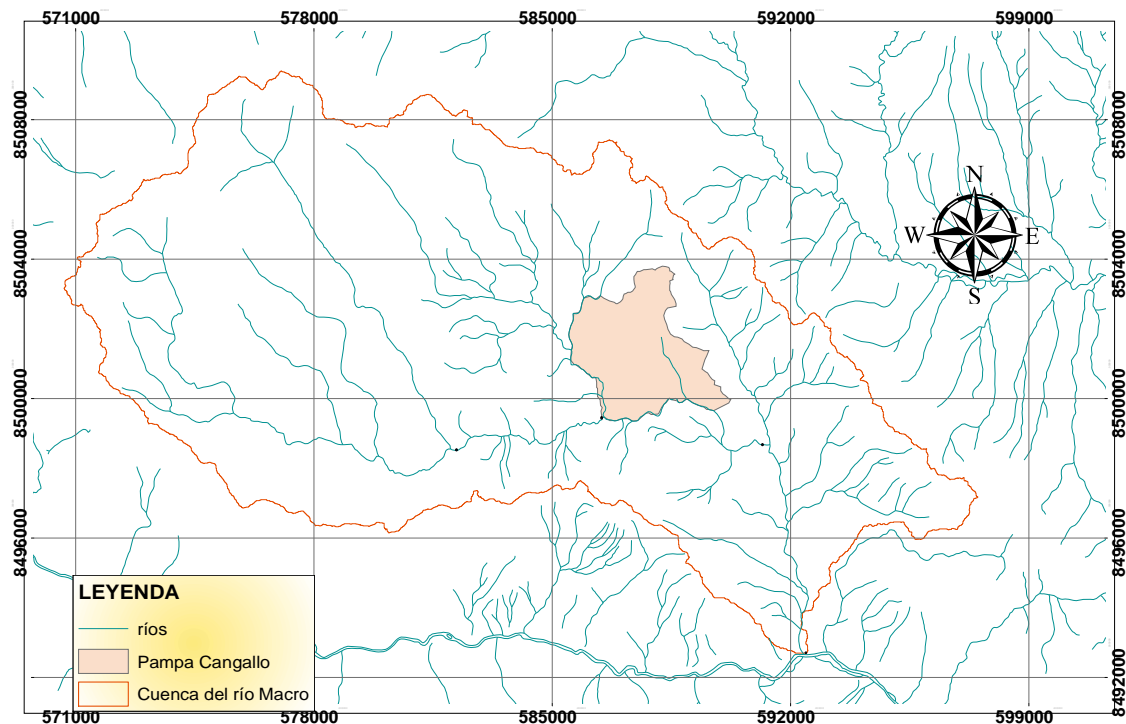 571000 578000 585000 592000 599000
8508000 8508000
N
W E
S
8504000 8504000
8500000 8500000
8496000 8496000
8492000
LEYENDA
ríos
Pampa Cangallo
Cuenca del río Macro
571000 578000 585000 592000 599000